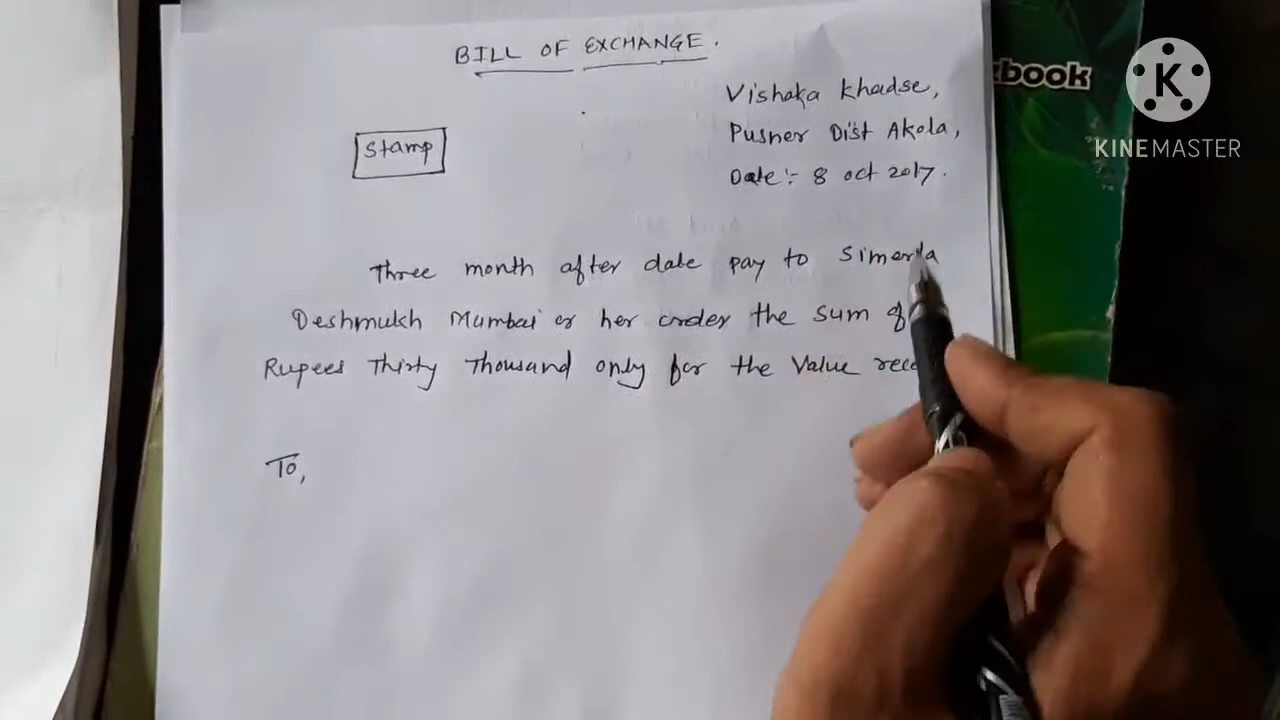 BILL OF EXCHANGE.
Vishaka Khadse,
Stamp
Pusner Dist Akola,
Date:- 8 oct 2017.
Three month after date pay to
Deshmukh Mumbai or her order the sum of
Rupees Thirty Thousand only for the Value
To,
book
K
KINEMASTER